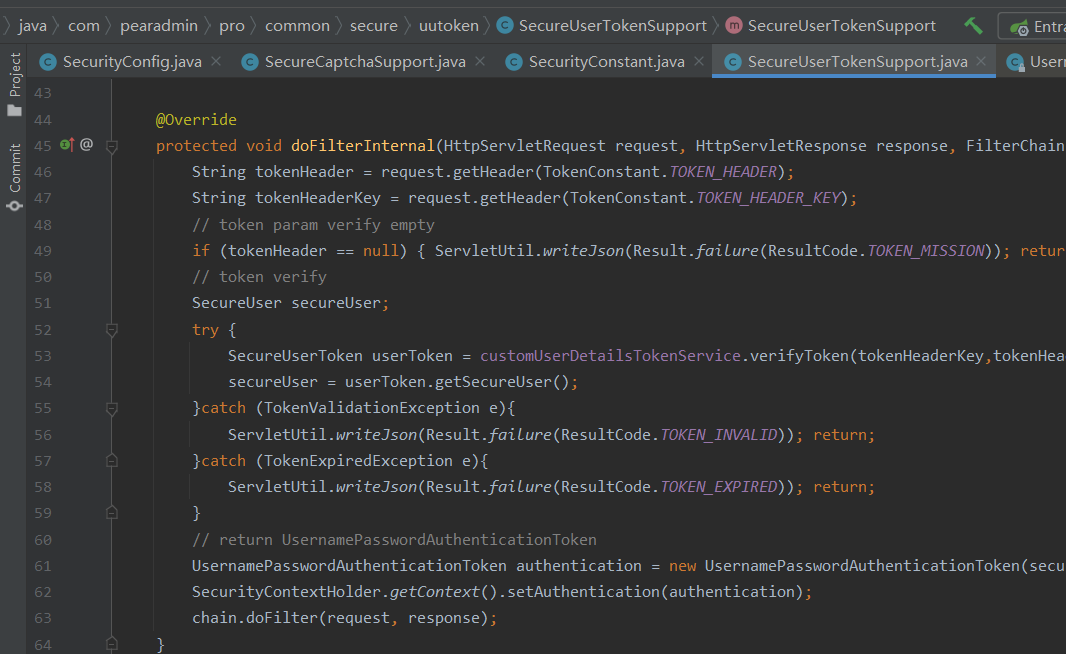 java com pearadmin pro common secure uutoken SecureUserTokenSupport SecureUserTokenSupport Entra
SecurityConfig.java SecureCaptchaSupport.java SecurityConstant.java SecureUserTokenSupport.java Usern
Project
Commit
43
44 @Override
45 @ protected void doFilterInternal(HttpServletRequest request, HttpServletResponse response, FilterChain
46 String tokenHeader = request.getHeader(TokenConstant.TOKEN_HEADER);
47 String tokenHeaderKey = request.getHeader(TokenConstant.TOKEN_HEADER_KEY);
48 // token param verify empty
49 if (tokenHeader == null) { ServletUtil.writeJson(Result.failure(ResultCode.TOKEN_MISSION)); retur
50 // token verify
51 SecureUser secureUser;
52 try {
53 SecureUserToken userToken = customUserDetailsTokenService.verifyToken(tokenHeaderKey,tokenHea
54 secureUser = userToken.getSecureUser();
55 }catch (TokenValidationException e){
56 ServletUtil.writeJson(Result.failure(ResultCode.TOKEN_INVALID)); return;
57 }catch (TokenExpiredException e){
58 ServletUtil.writeJson(Result.failure(ResultCode.TOKEN_EXPIRED)); return;
59 }
60 // return UsernamePasswordAuthenticationToken
61 UsernamePasswordAuthenticationToken authentication = new UsernamePasswordAuthenticationToken(secu
62 SecurityContextHolder.getContext().setAuthentication(authentication);
63 chain.doFilter(request, response);
64 }